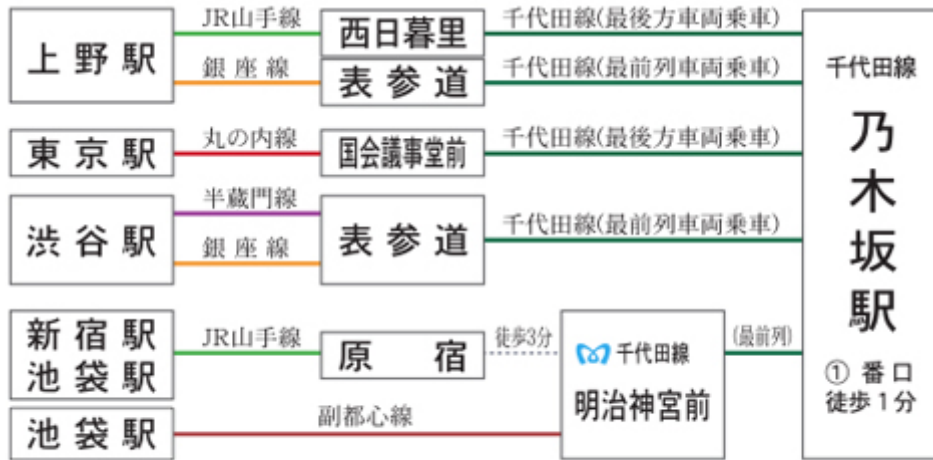 上野駅
JR山手線
西日暮里
千代田線(最後方車両乗車)
銀座線
表参道
千代田線(最前列車両乗車)
東京駅
丸の内線
国会議事堂前
千代田線(最後方車両乗車)
渋谷駅
半蔵門線
銀座線
表参道
千代田線(最前列車両乗車)
新宿駅
池袋駅
JR山手線
原宿
徒歩3分
千代田線
明治神宮前
(最前列)
池袋駅
副都心線
千代田線
乃木坂駅
① 番口
徒歩1分